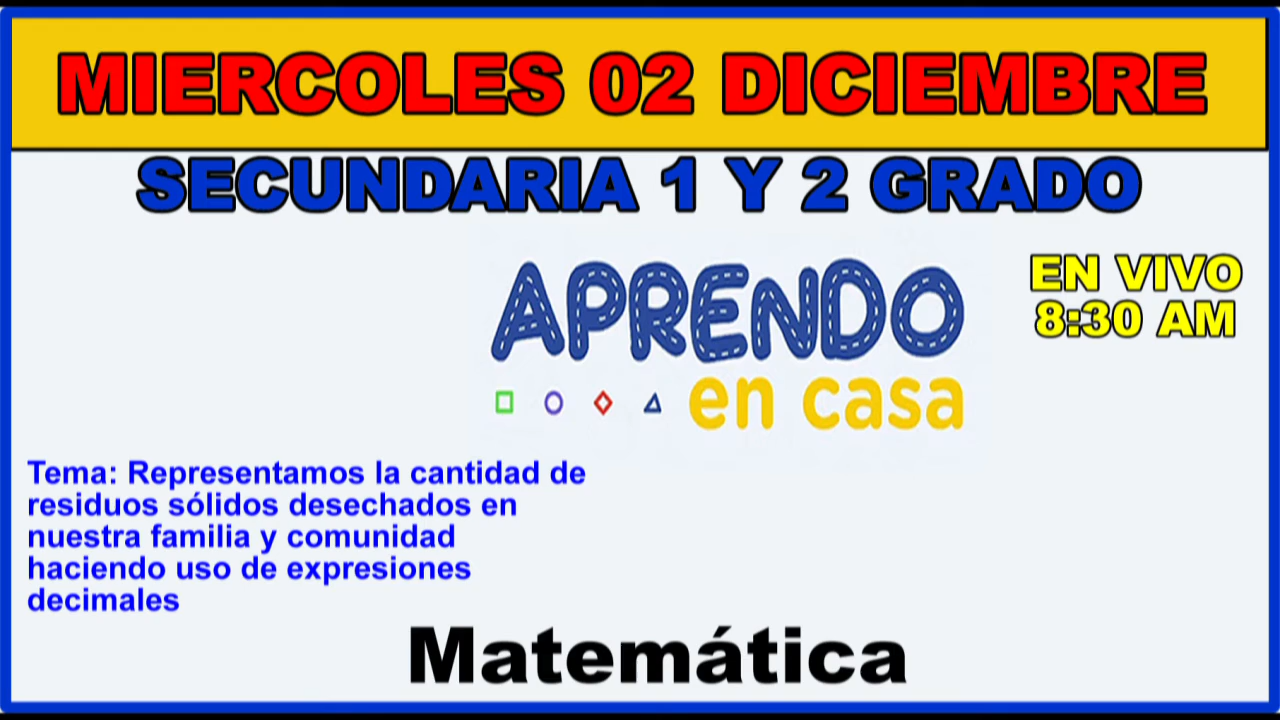 MIERCOLES 02 DICIEMBRE
SECUNDARIA 1 Y 2 GRADO
APRENDO
en casa
EN VIVO
8:30 AM
Tema: Representamos la cantidad de
residuos sólidos desechados en
nuestra familia y comunidad
haciendo uso de expresiones
decimales
Matemática